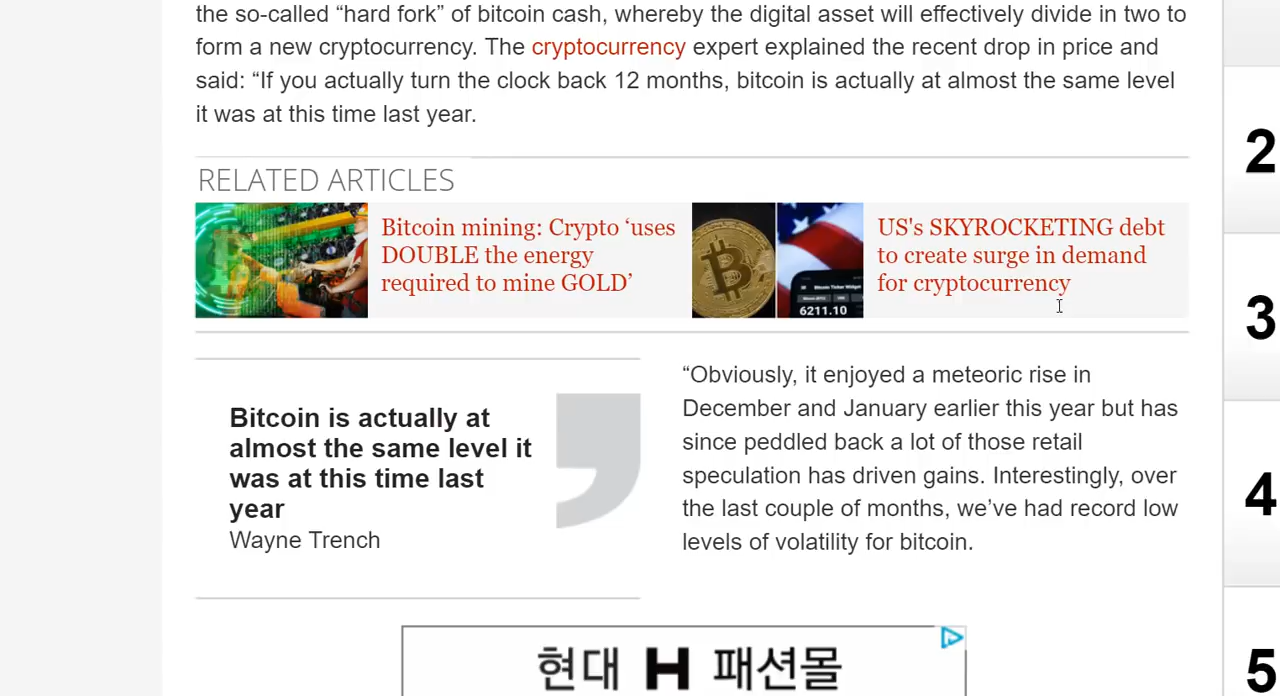 the so-called “hard fork” of bitcoin cash, whereby the digital asset will effectively divide in two to
form a new cryptocurrency. The cryptocurrency expert explained the recent drop in price and
said: “If you actually turn the clock back 12 months, bitcoin is actually at almost the same level
it was at this time last year.
RELATED ARTICLES
Bitcoin mining: Crypto ‘uses
DOUBLE the energy
required to mine GOLD’
6211.10
US's SKYROCKETING debt
to create surge in demand
for cryptocurrency
Bitcoin is actually at
almost the same level it
was at this time last
year
Wayne Trench
“Obviously, it enjoyed a meteoric rise in
December and January earlier this year but has
since peddled back a lot of those retail
speculation has driven gains. Interestingly, over
the last couple of months, we’ve had record low
levels of volatility for bitcoin.
현대 H 패션몰
2
3
4
5